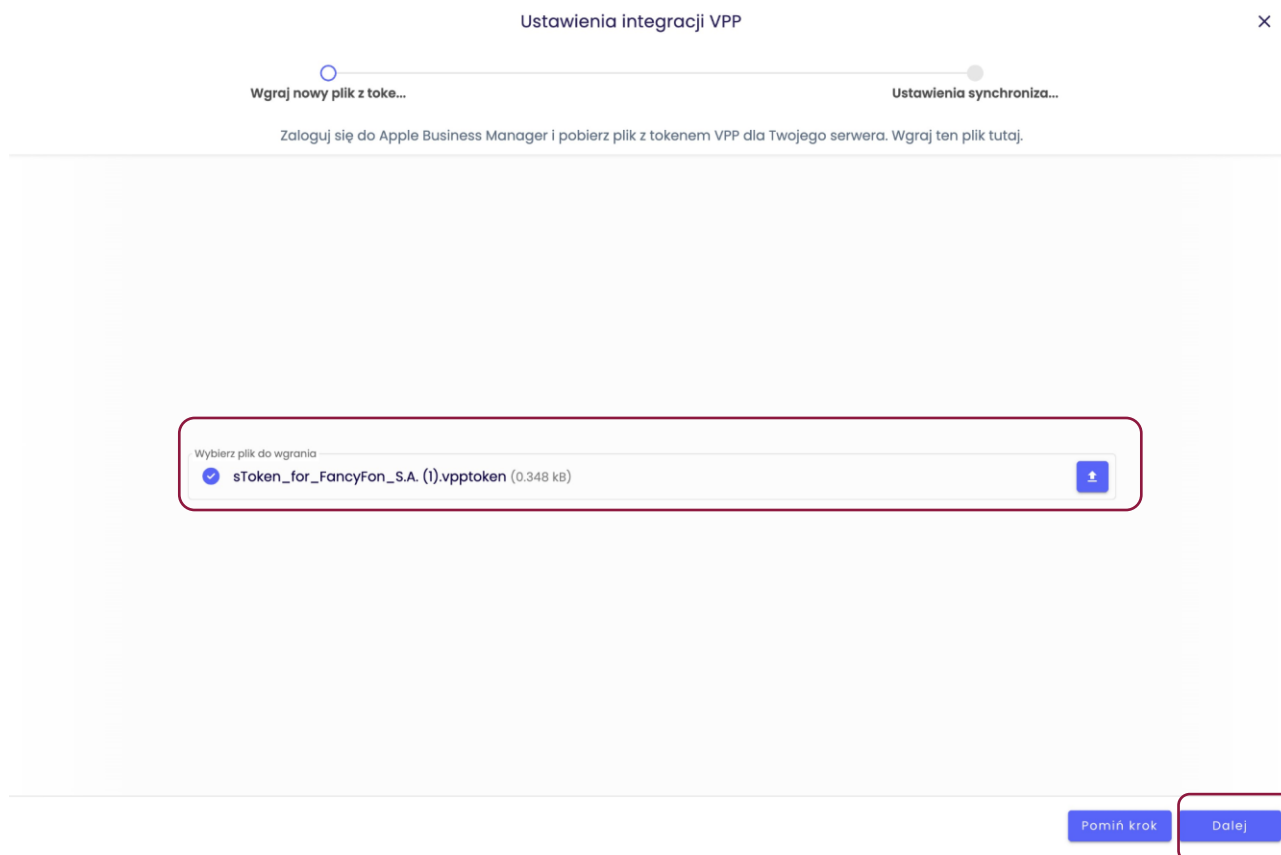 Ustawienia integracji VPP
Wgraj nowy plik z toke...
Ustawienia synchroniza...
Zaloguj się do Apple Business Manager i pobierz plik z tokenem VPP dla Twojego serwera. Wgraj ten plik tutaj.
Wybierz plik do wgrania
sToken_for_FancyFon_S.A. (1).vpptoken (0.348 kB)
Pomiń krok
Dalej